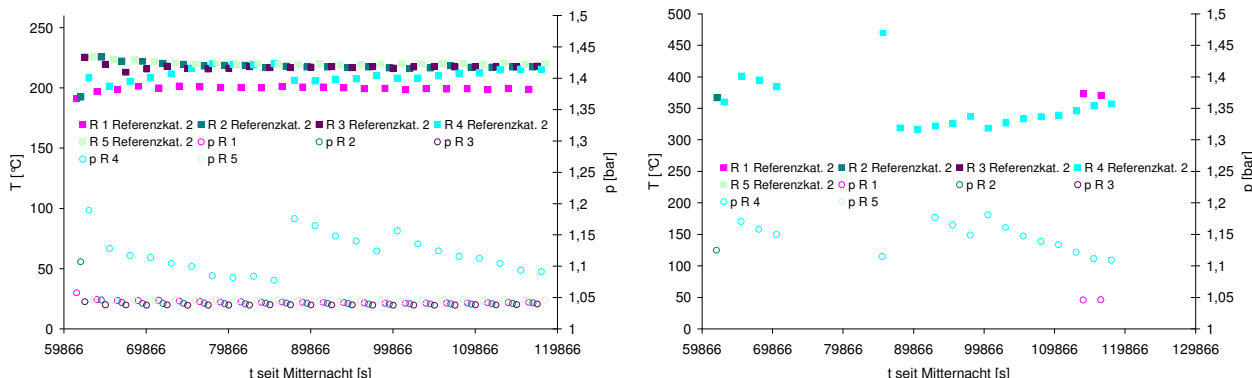 250
200
150
100
50
0
T [°C]
1,5
1,45
1,4
1,35
1,3
1,25
1,2
1,15
1,1
1,05
1
p [bar]
R 1 Referenzkat. 2 R 2 Referenzkat. 2 R 3 Referenzkat. 2 R 4 Referenzkat. 2
R 5 Referenzkat. 2 p R 1 p R 2 p R 3
p R 4 p R 5
59866 69866 79866 89866 99866 109866 119866
t seit Mitternacht [s]
500
450
400
350
300
250
200
150
100
50
0
T [°C]
1,5
1,45
1,4
1,35
1,3
1,25
1,2
1,15
1,1
1,05
1
p [bar]
R 1 Referenzkat. 2 R 2 Referenzkat. 2 R 3 Referenzkat. 2 R 4 Referenzkat. 2
R 5 Referenzkat. 2 p R 1 p R 2 p R 3
p R 4 p R 5
59866 69866 79866 89866 99866 109866 119866 129866
t seit Mitternacht [s]